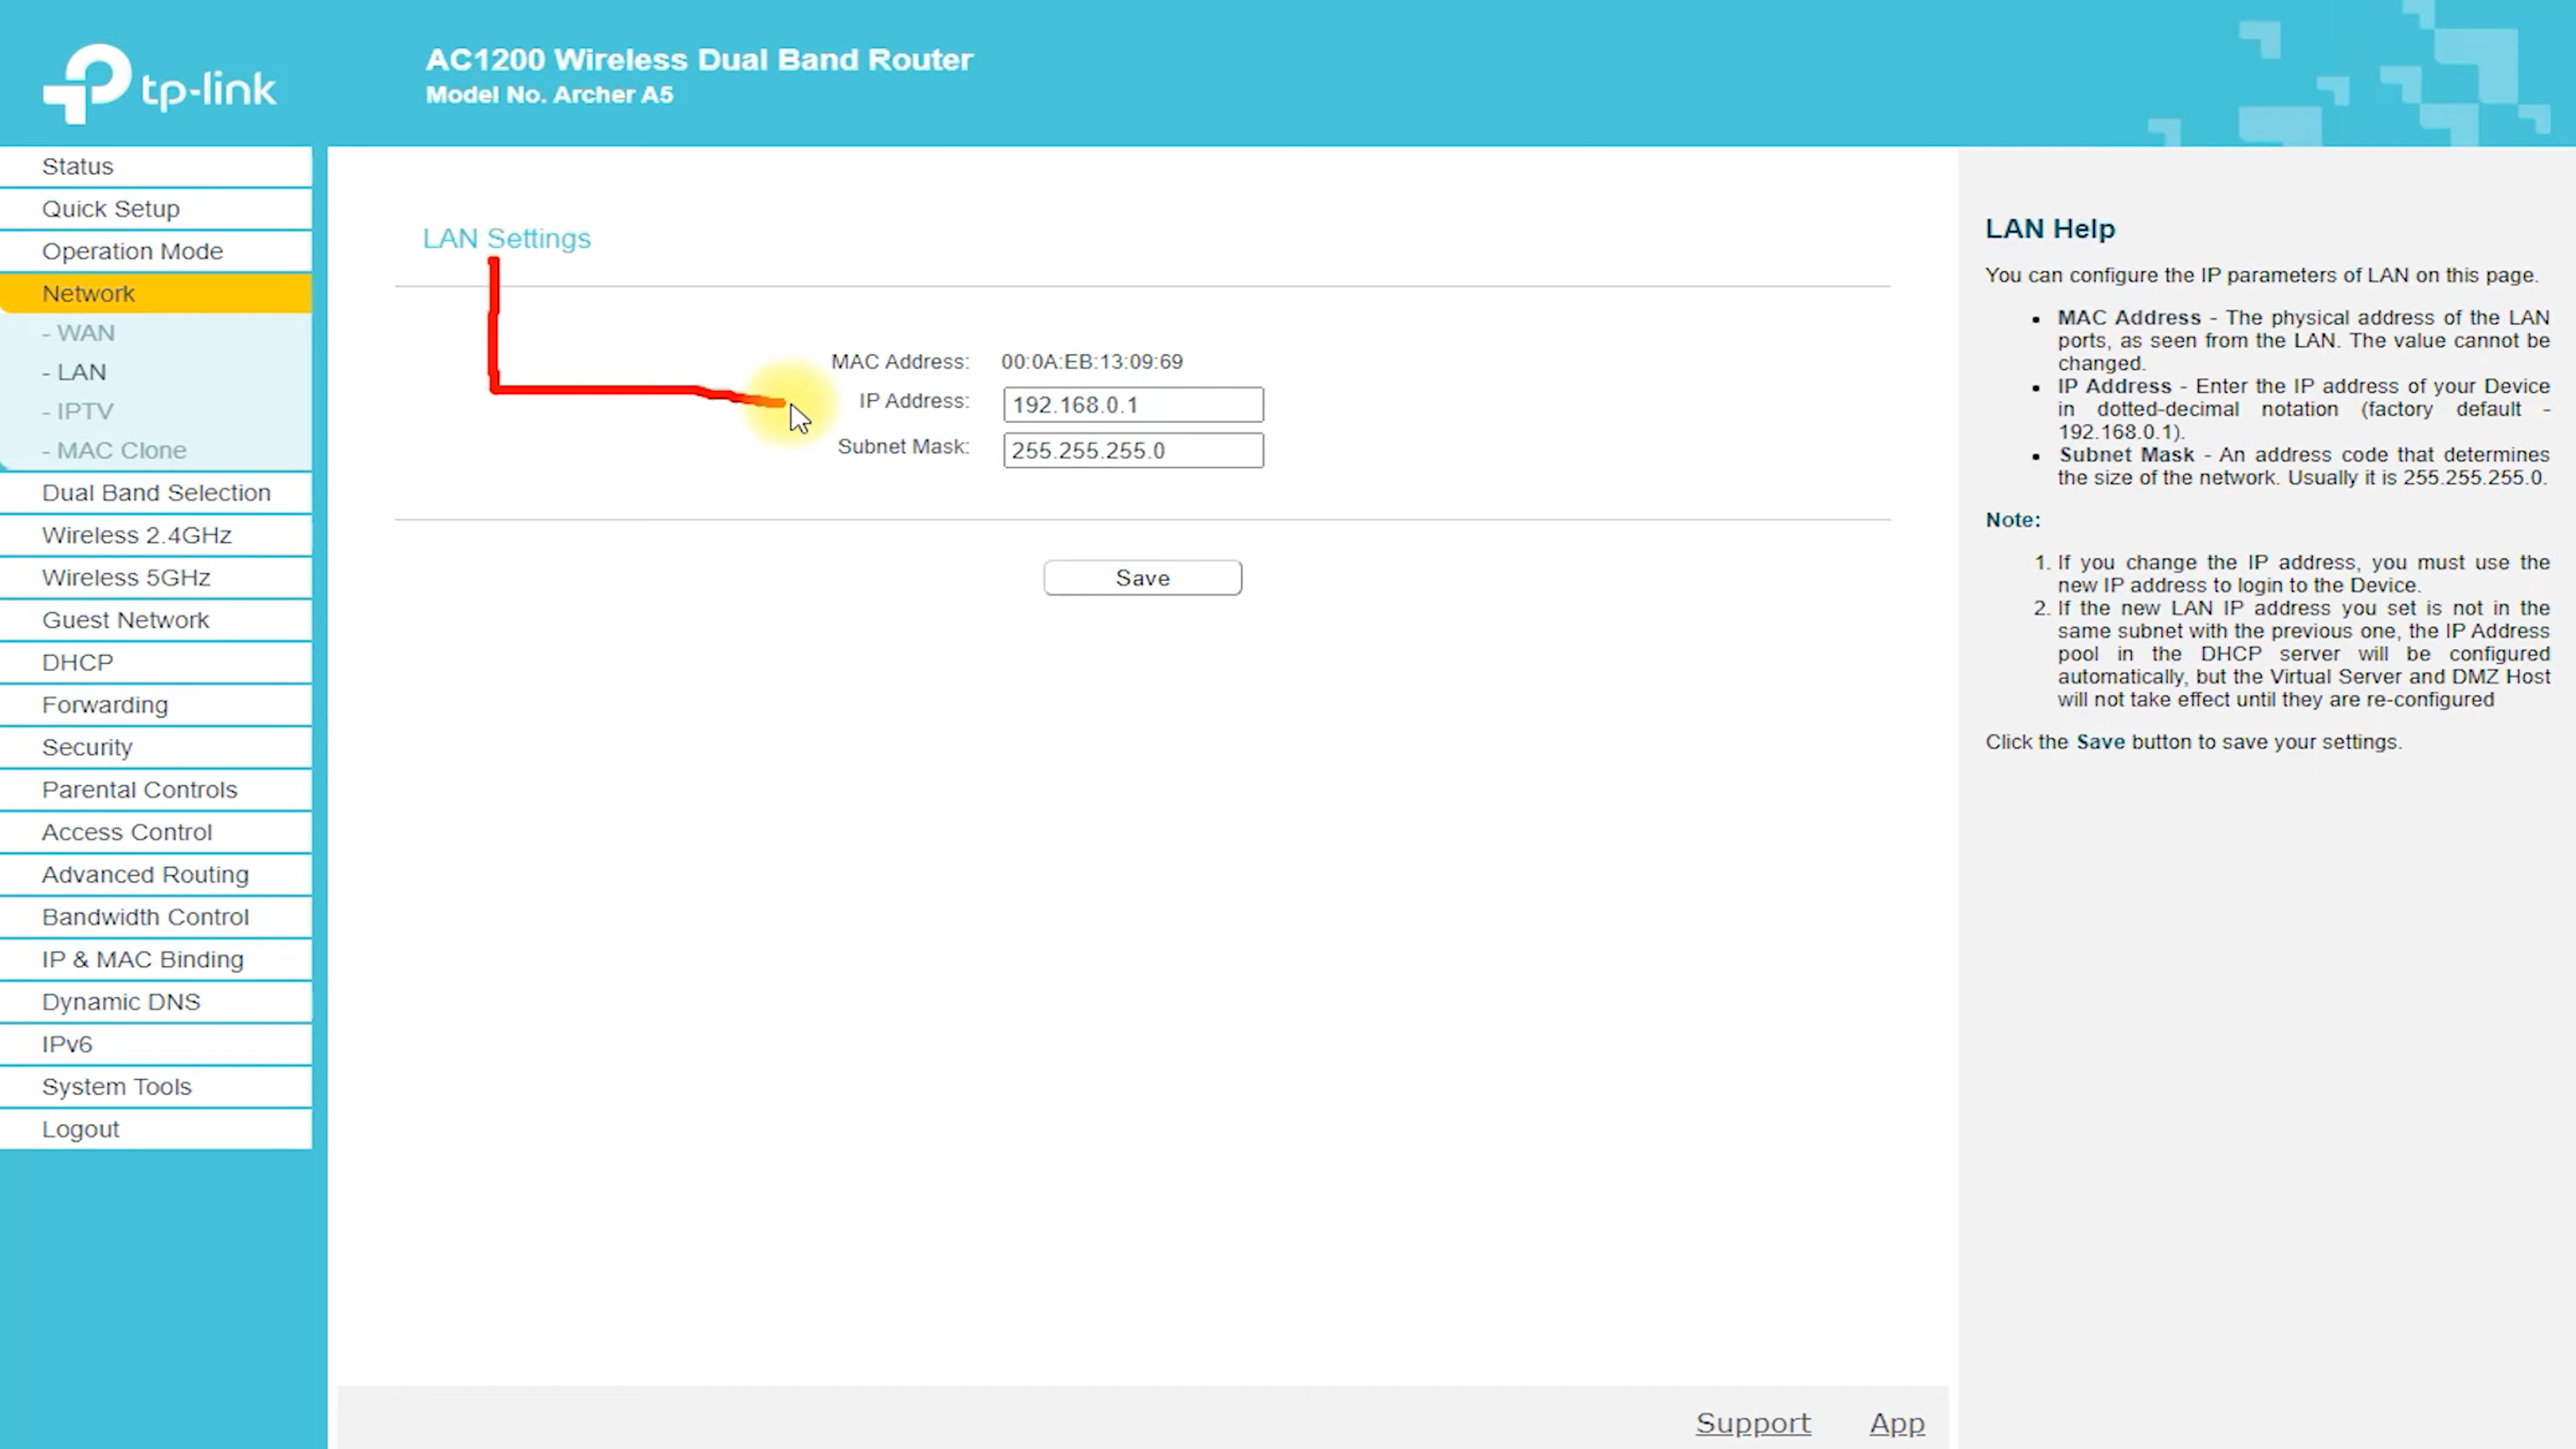 tp-link
AC1200 Wireless Dual Band Router
Model No. Archer A5
Status
Quick Setup
Operation Mode
Network
- WAN
- LAN
- IPTV
- MAC Clone
Dual Band Selection
Wireless 2.4GHz
Wireless 5GHz
Guest Network
DHCP
Forwarding
Security
Parental Controls
Access Control
Advanced Routing
Bandwidth Control
IP & MAC Binding
Dynamic DNS
IPv6
System Tools
Logout
LAN Settings
MAC Address: 00:0A:EB:13:09:69
IP Address: 192.168.0.1
Subnet Mask: 255.255.255.0
Save
LAN Help
You can configure the IP parameters of LAN on this page.
• MAC Address - The physical address of the LAN
ports, as seen from the LAN. The value cannot be
changed.
• IP Address - Enter the IP address of your Device
in dotted-decimal notation (factory default -
192.168.0.1).
• Subnet Mask - An address code that determines
the size of the network. Usually it is 255.255.255.0.
Note:
1. If you change the IP address, you must use the
new IP address to login to the Device.
2. If the new LAN IP address you set is not in the
same subnet with the previous one, the IP Address
pool in the DHCP server will be configured
automatically, but the Virtual Server and DMZ Host
will not take effect until they are re-configured
Click the Save button to save your settings.
Support App